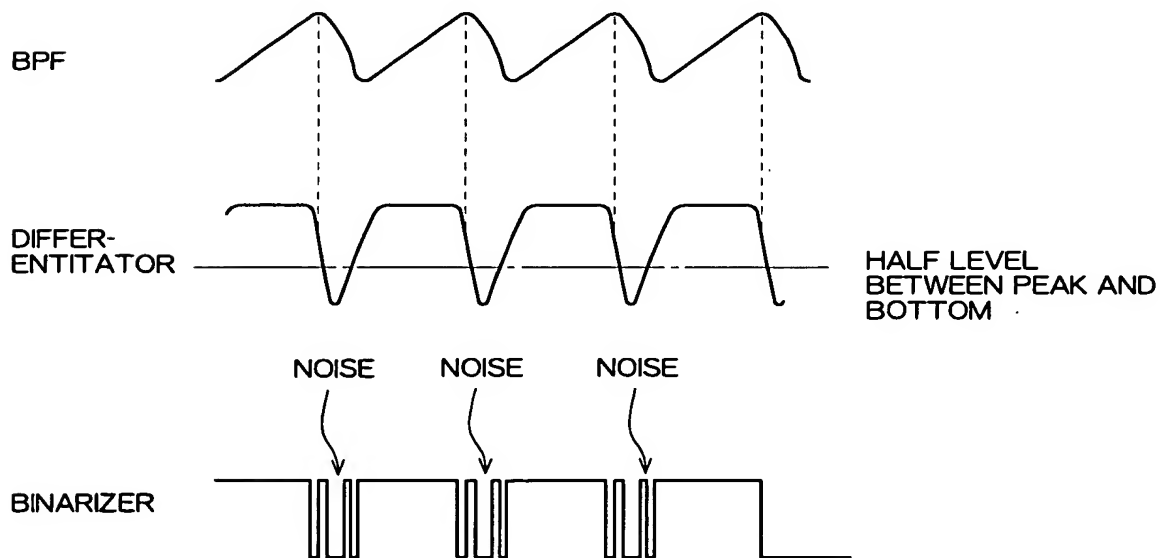 BPF
DIFFER-
ENTITATOR
HALF LEVEL
BETWEEN PEAK AND
BOTTOM
NOISE
NOISE
NOISE
BINARIZER